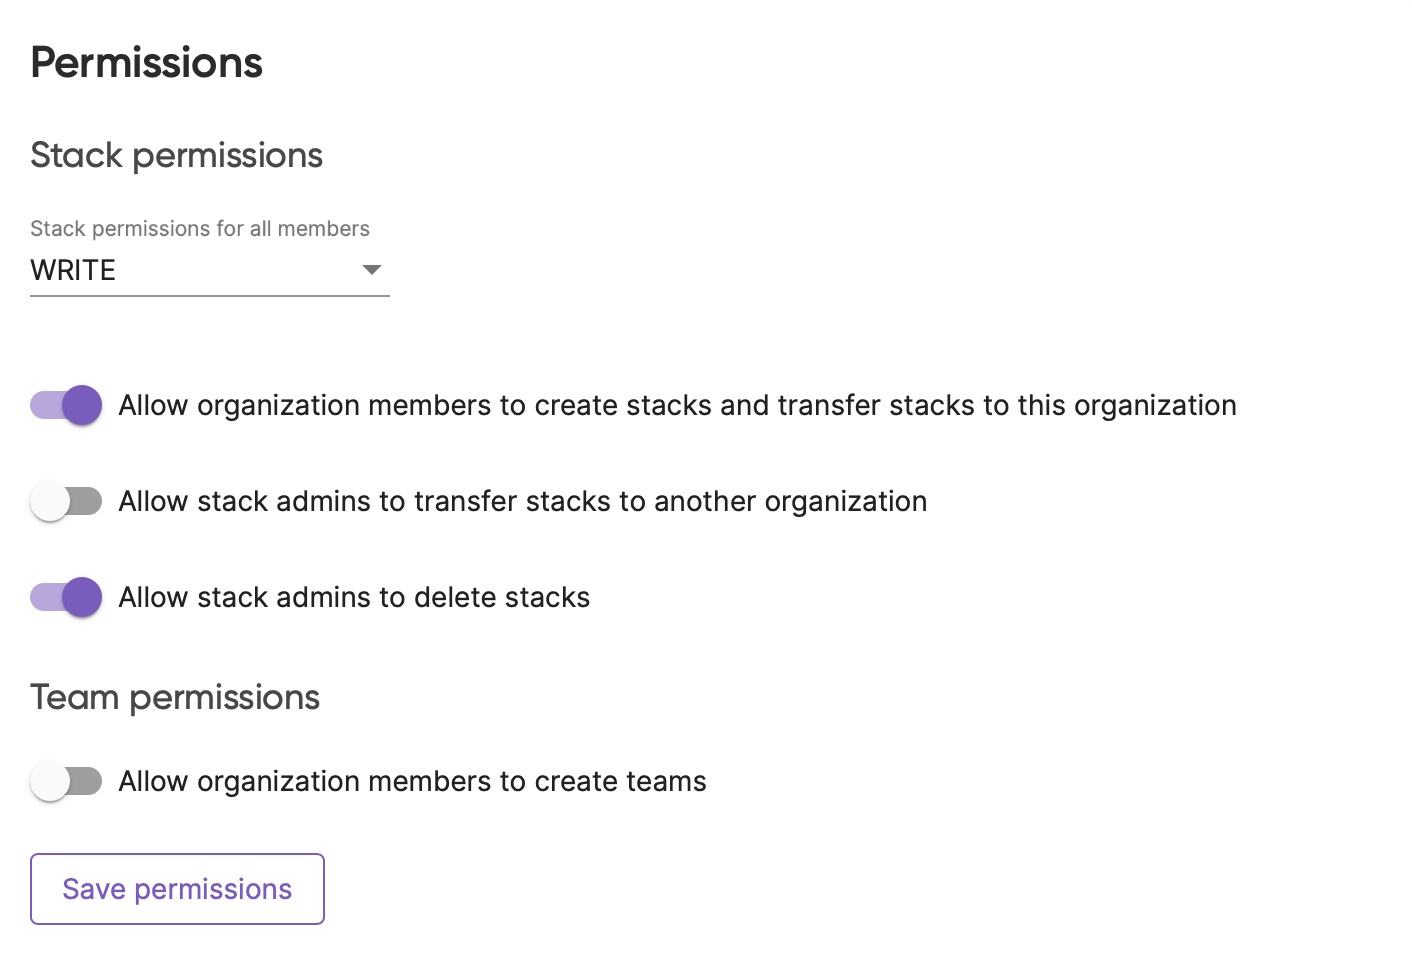 Permissions
Stack permissions
Stack permissions for all members
WRITE
Allow organization members to create stacks and transfer stacks to this organization
Allow stack admins to transfer stacks to another organization
Allow stack admins to delete stacks
Team permissions
Allow organization members to create teams
Save permissions